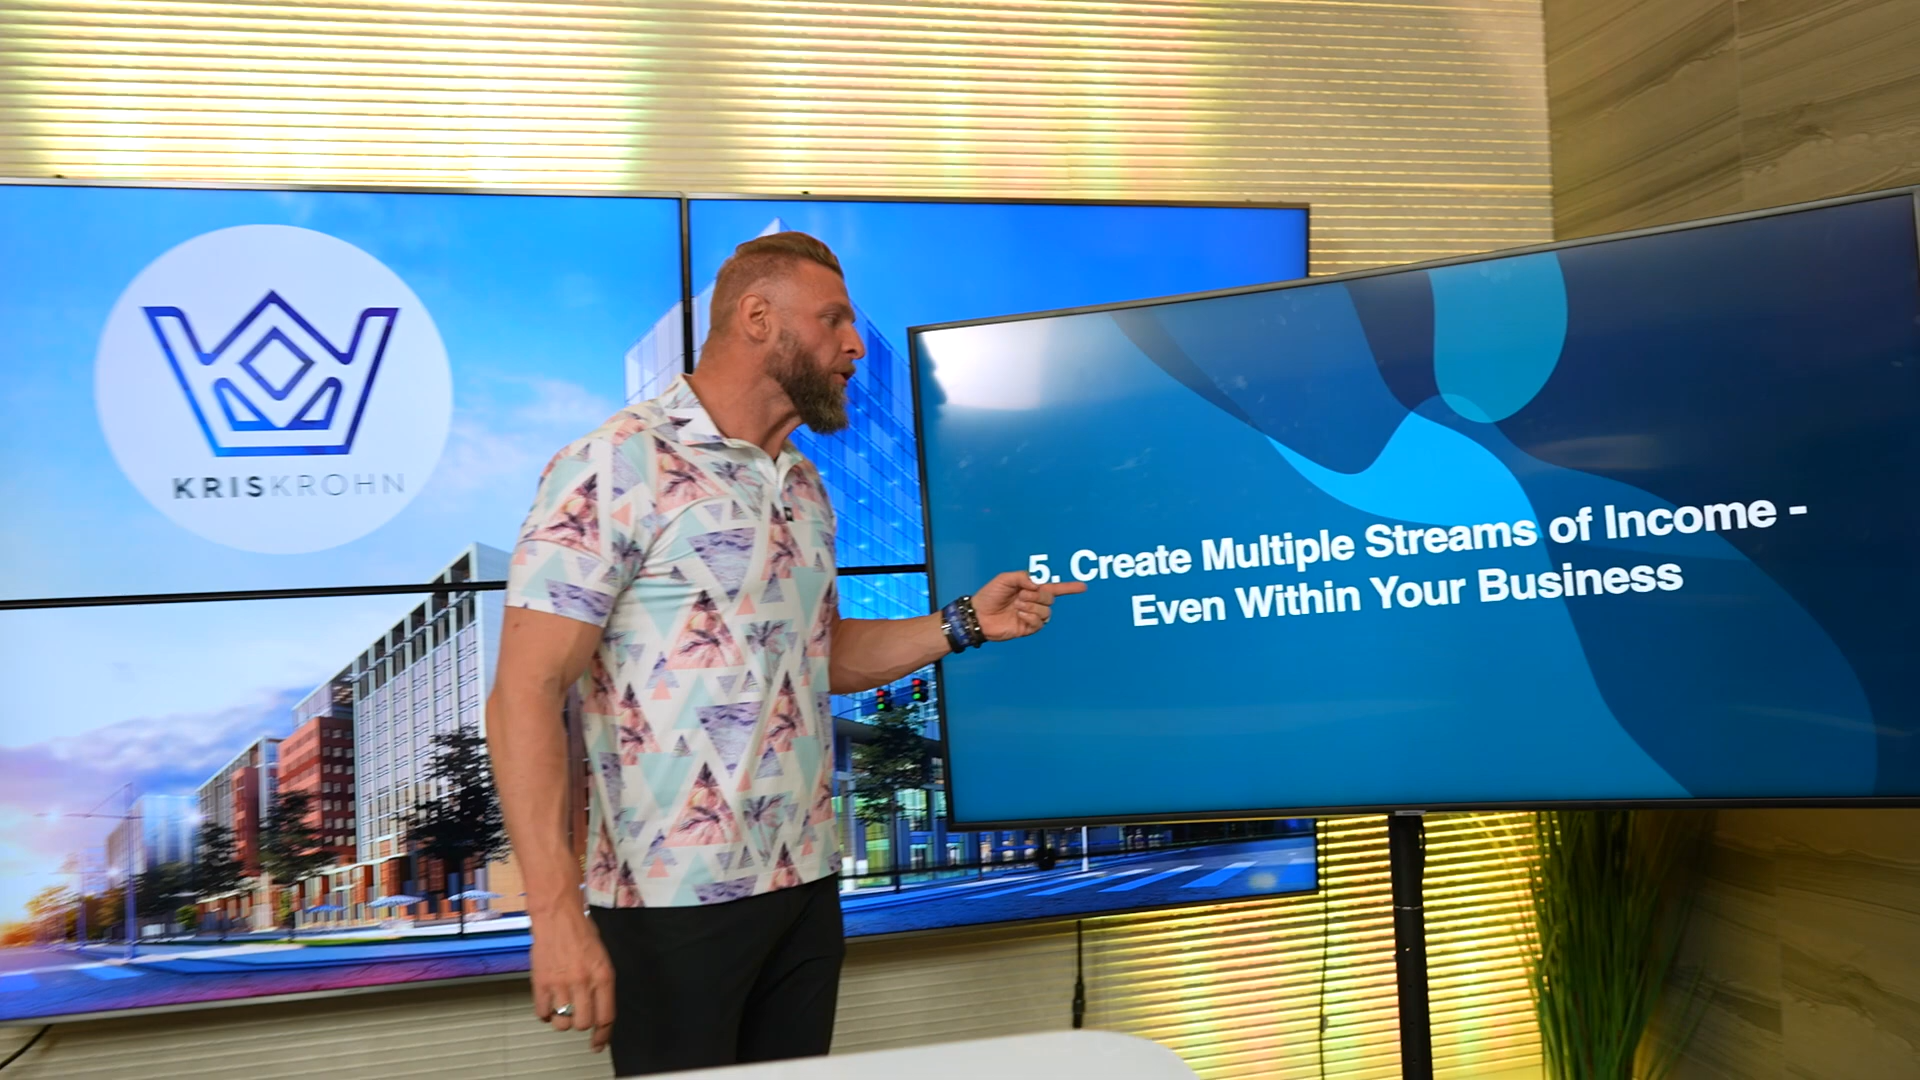 KRISKROHN
5. Create Multiple Streams of Income -
Even Within Your Business